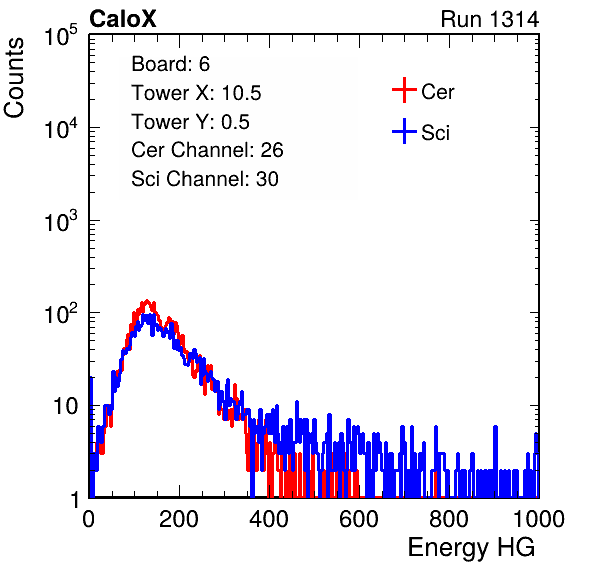 CaloX Run 1314
Counts
10^5
10^4
10^3
10^2
10
1
Board: 6
Tower X: 10.5
Tower Y: 0.5
Cer Channel: 26
Sci Channel: 30
Cer
Sci
0 200 400 600 800 1000
Energy HG